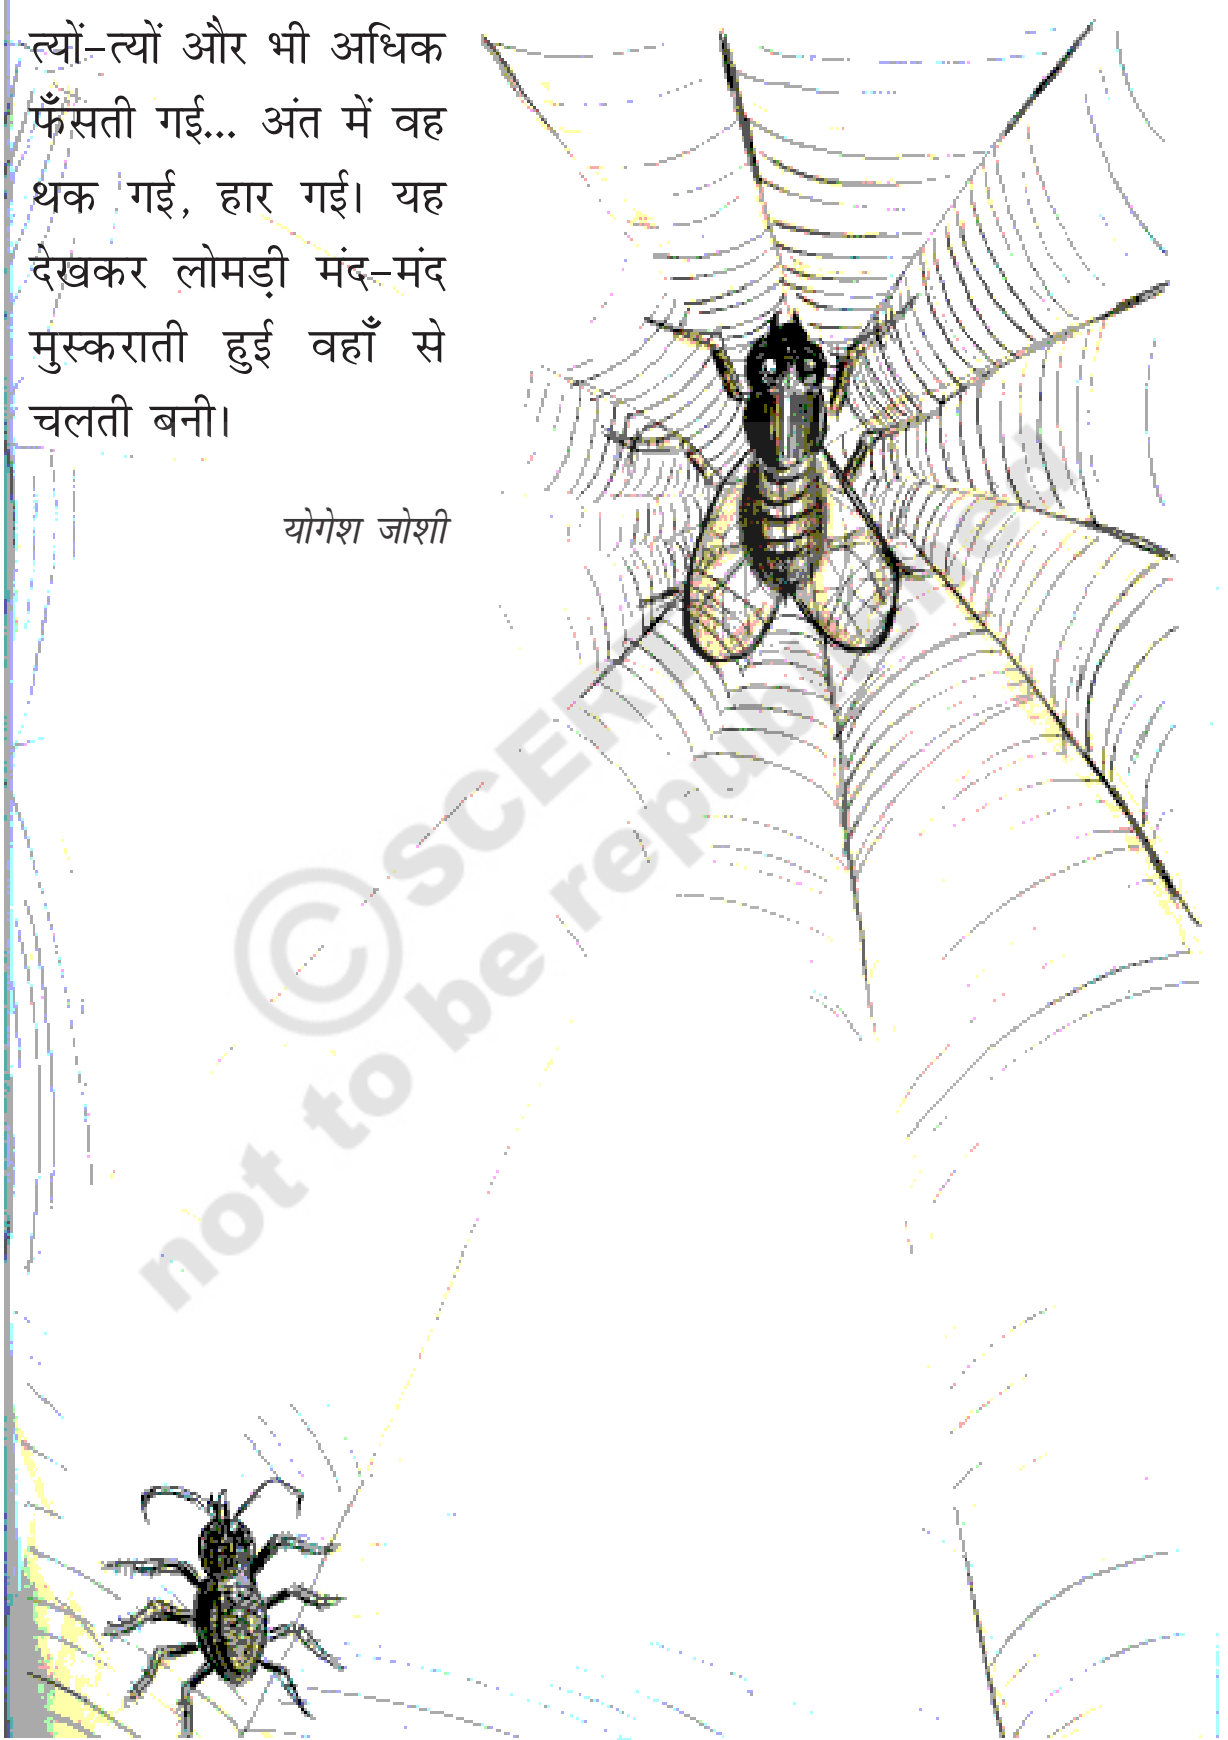 त्यों-त्यों और भी अधिक
फँसती गई... अंत में वह
थक गई, हार गई। यह
देखकर लोमड़ी मंद-मंद
मुस्कराती हुई वहाँ से
चलती बनी।
योगेश जोशी
©SCERT
not to be republished